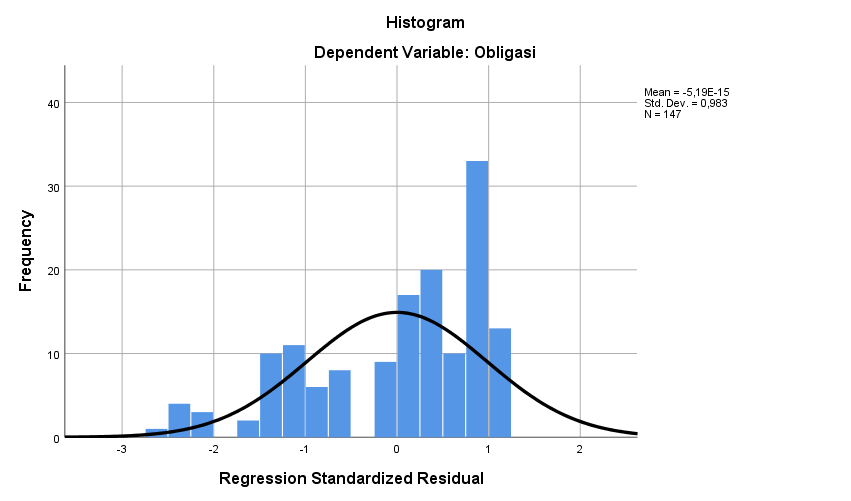 Histogram
Dependent Variable: Obligasi
Mean = -5,19E-15
Std. Dev. = 0,983
N = 147
Frequency
40
30
20
10
0
-3
-2
-1
0
1
2
Regression Standardized Residual